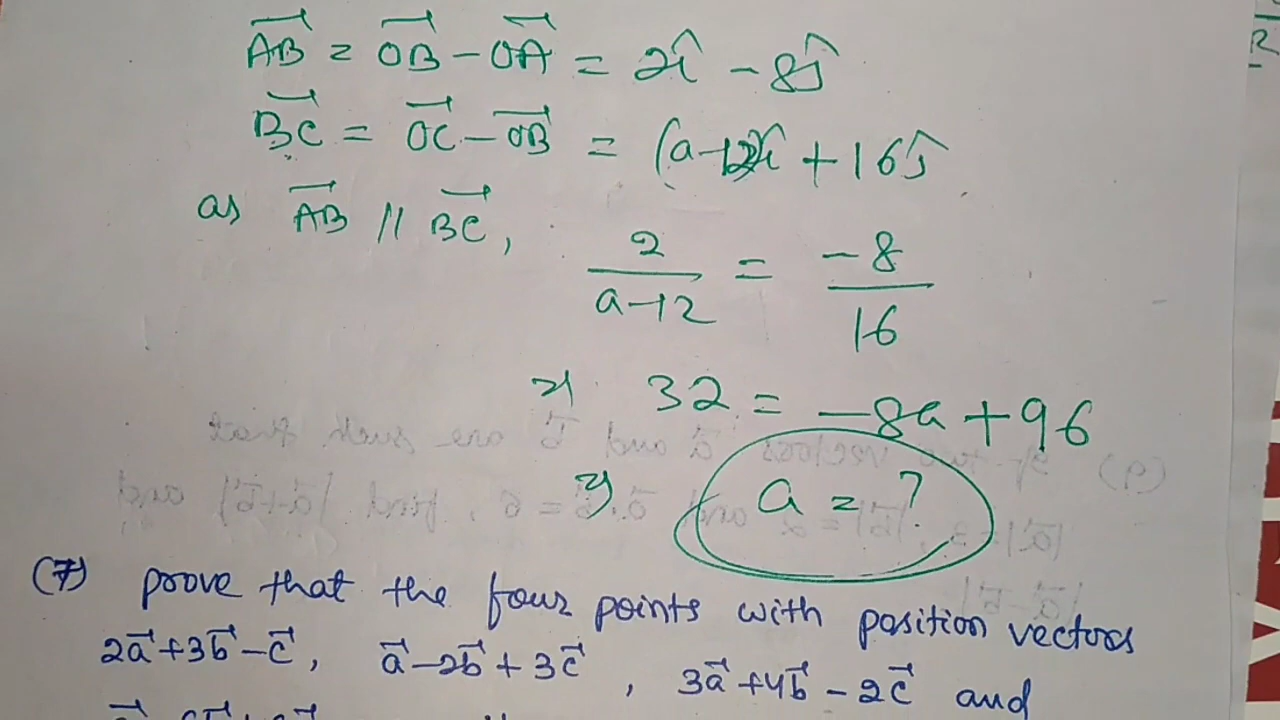 AB⃗ = OB⃗ - OA⃗ = 2î - 8ĵ
BC⃗ = OC⃗ - OB⃗ = (a-12)î + 16ĵ
as AB⃗ // BC⃗, 2/(a-12) = -8/16
⇒ 32 = -8a + 96
⇒ a = ?
(7) prove that the four points with position vectors
2a⃗+3b⃗-c⃗, a⃗-2b⃗+3c⃗, 3a⃗+4b⃗-2c⃗ and